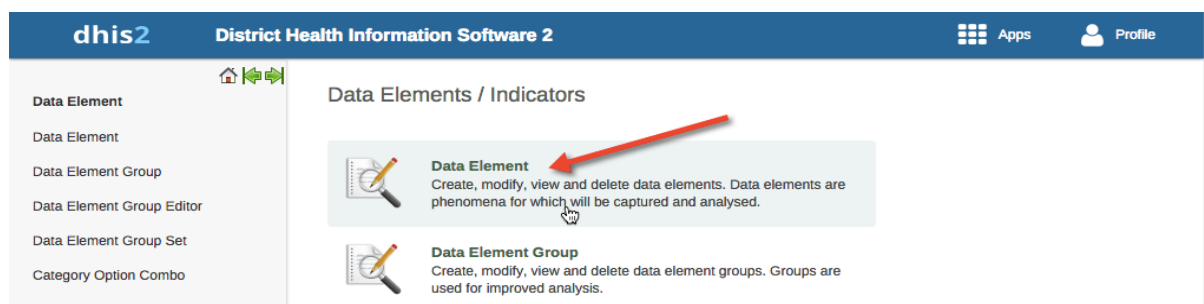 dhis2 District Health Information Software 2 Apps Profile
Data Element
Data Element
Data Element Group
Data Element Group Editor
Data Element Group Set
Category Option Combo
Data Elements / Indicators
Data Element
Create, modify, view and delete data elements. Data elements are
phenomena for which will be captured and analysed.
Data Element Group
Create, modify, view and delete data element groups. Groups are
used for improved analysis.